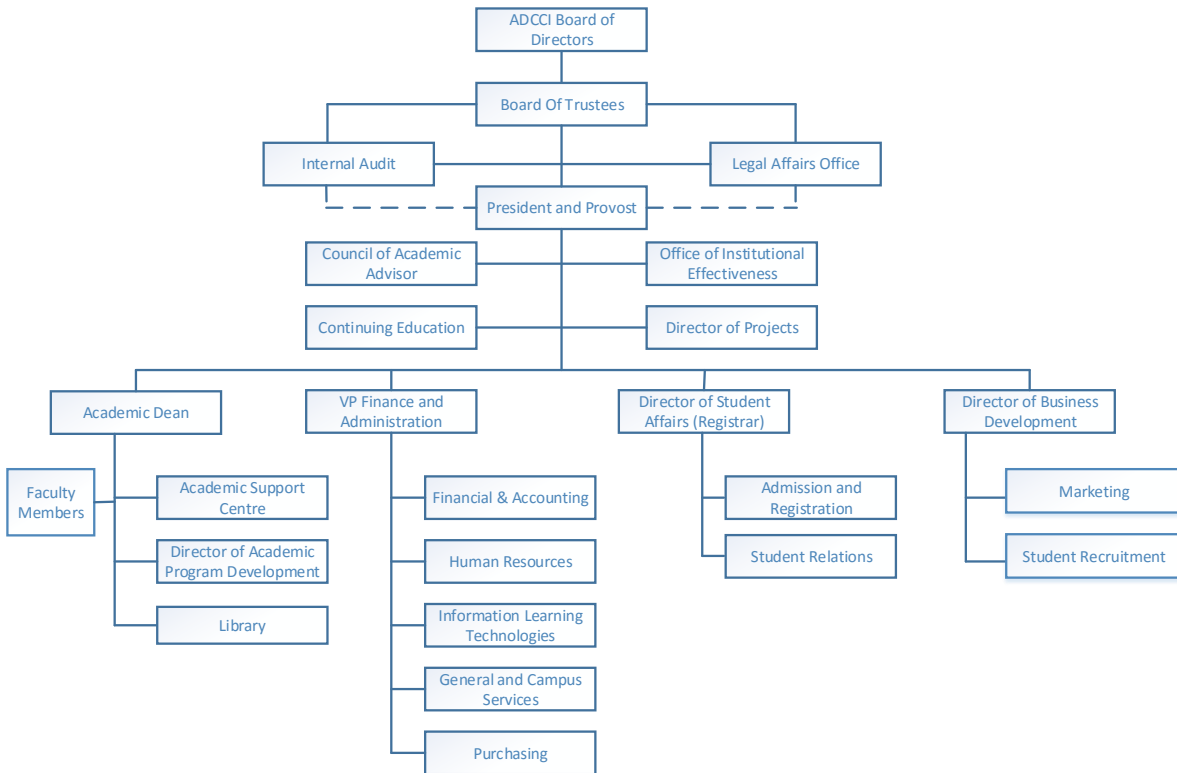 ADCCI Board of
Directors
Board Of Trustees
Internal Audit
Legal Affairs Office
President and Provost
Council of Academic
Advisor
Office of Institutional
Effectiveness
Continuing Education
Director of Projects
Academic Dean
VP Finance and
Administration
Director of Student
Affairs (Registrar)
Director of Business
Development
Faculty
Members
Academic Support
Centre
Director of Academic
Program Development
Library
Financial & Accounting
Human Resources
Information Learning
Technologies
General and Campus
Services
Purchasing
Admission and
Registration
Student Relations
Marketing
Student Recruitment